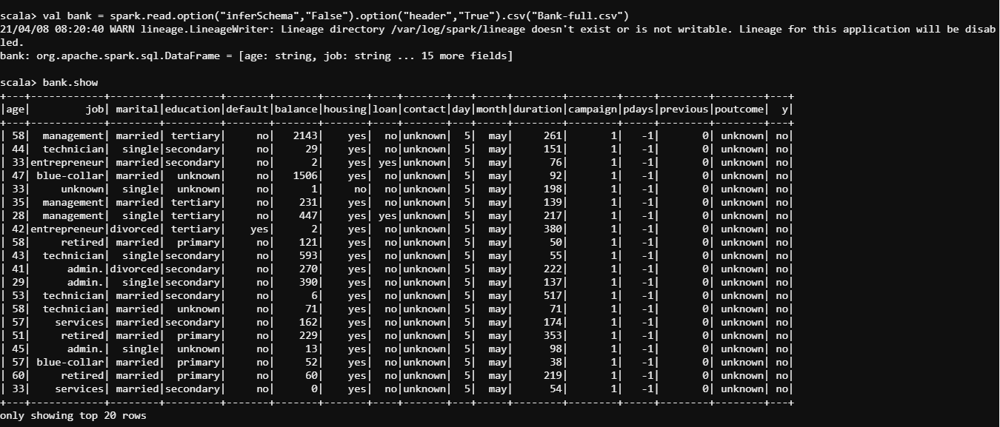 scala> val bank = spark.read.option("inferSchema","False").option("header","True").csv("Bank-full.csv")
21/04/08 08:20:40 WARN lineage.LineageWriter: Lineage directory /var/log/spark/lineage doesn't exist or is not writable. Lineage for this application will be disab
led.
bank: org.apache.spark.sql.DataFrame = [age: string, job: string ... 15 more fields]
scala> bank.show
+---+------------+--------+---------+-------+-------+-------+----+-------+---+-----+--------+--------+-----+--------+--------+---+
|age|         job| marital|education|default|balance|housing|loan|contact|day|month|duration|campaign|pdays|previous|poutcome|  y|
+---+------------+--------+---------+-------+-------+-------+----+-------+---+-----+--------+--------+-----+--------+--------+---+
| 58|  management| married| tertiary|     no|   2143|    yes|  no|unknown|  5|  may|     261|       1|   -1|       0| unknown| no|
| 44|  technician|  single|secondary|     no|     29|    yes|  no|unknown|  5|  may|     151|       1|   -1|       0| unknown| no|
| 33|entrepreneur| married|secondary|     no|      2|    yes| yes|unknown|  5|  may|      76|       1|   -1|       0| unknown| no|
| 47| blue-collar| married|  unknown|     no|   1506|    yes|  no|unknown|  5|  may|      92|       1|   -1|       0| unknown| no|
| 33|     unknown|  single|  unknown|     no|      1|     no|  no|unknown|  5|  may|     198|       1|   -1|       0| unknown| no|
| 35|  management| married| tertiary|     no|    231|    yes|  no|unknown|  5|  may|     139|       1|   -1|       0| unknown| no|
| 28|  management|  single| tertiary|     no|    447|    yes| yes|unknown|  5|  may|     217|       1|   -1|       0| unknown| no|
| 42|entrepreneur|divorced| tertiary|    yes|      2|    yes|  no|unknown|  5|  may|     380|       1|   -1|       0| unknown| no|
| 58|     retired| married|  primary|     no|    121|    yes|  no|unknown|  5|  may|      50|       1|   -1|       0| unknown| no|
| 43|  technician|  single|secondary|     no|    593|    yes|  no|unknown|  5|  may|      55|       1|   -1|       0| unknown| no|
| 41|      admin.|divorced|secondary|     no|    270|    yes|  no|unknown|  5|  may|     222|       1|   -1|       0| unknown| no|
| 29|      admin.|  single|secondary|     no|    390|    yes|  no|unknown|  5|  may|     137|       1|   -1|       0| unknown| no|
| 53|  technician| married|secondary|     no|      6|    yes|  no|unknown|  5|  may|     517|       1|   -1|       0| unknown| no|
| 58|  technician| married|  unknown|     no|     71|    yes|  no|unknown|  5|  may|      71|       1|   -1|       0| unknown| no|
| 57|    services| married|secondary|     no|    162|    yes|  no|unknown|  5|  may|     174|       1|   -1|       0| unknown| no|
| 51|     retired| married|  primary|     no|    229|    yes|  no|unknown|  5|  may|     353|       1|   -1|       0| unknown| no|
| 45|      admin.|  single|  unknown|     no|     13|    yes|  no|unknown|  5|  may|      98|       1|   -1|       0| unknown| no|
| 57| blue-collar| married|  primary|     no|     52|    yes|  no|unknown|  5|  may|      38|       1|   -1|       0| unknown| no|
| 60|     retired| married|  primary|     no|     60|    yes|  no|unknown|  5|  may|     219|       1|   -1|       0| unknown| no|
| 33|    services| married|secondary|     no|      0|    yes|  no|unknown|  5|  may|      54|       1|   -1|       0| unknown| no|
+---+------------+--------+---------+-------+-------+-------+----+-------+---+-----+--------+--------+-----+--------+--------+---+
only showing top 20 rows